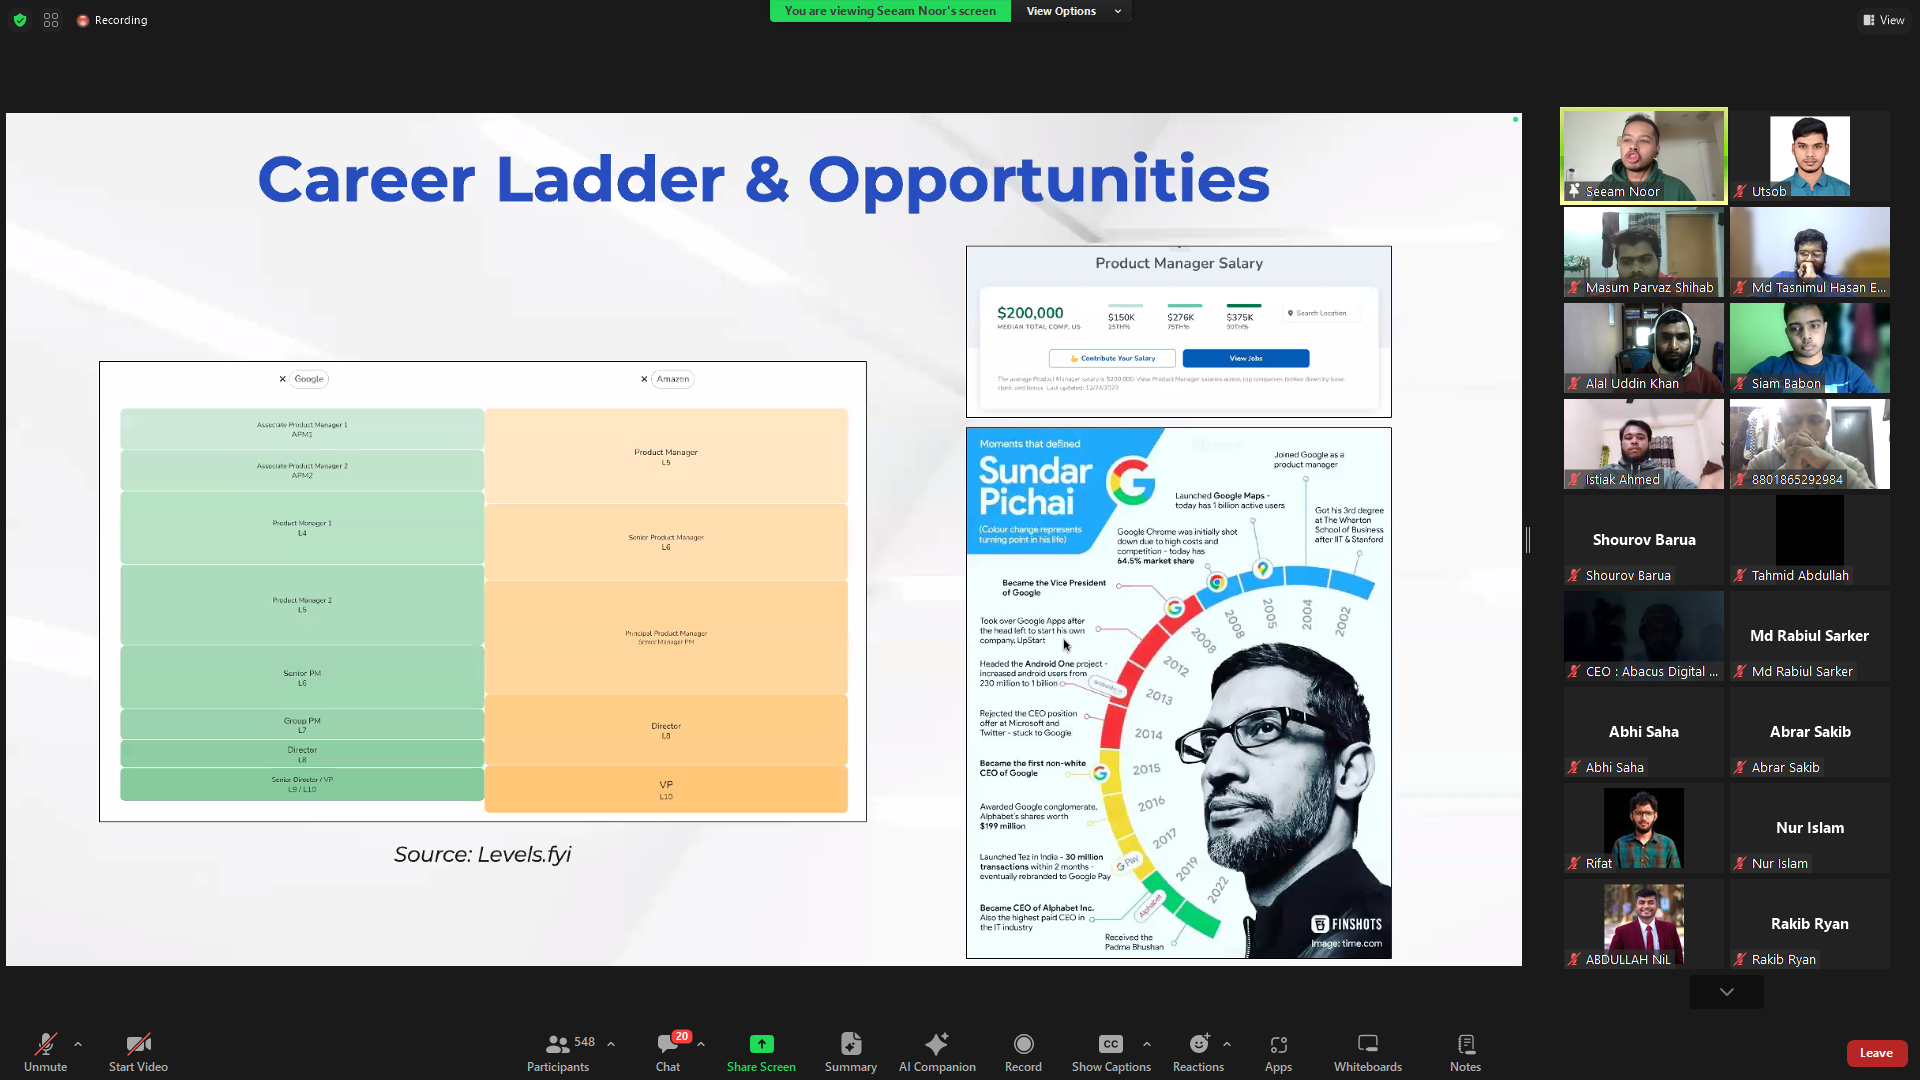 Recording
You are viewing Seeam Noor's screen
View Options
View
Career Ladder & Opportunities
Google
Amazon
Associate Product Manager 1
APM1
Associate Product Manager 2
APM2
Product Manager 1
L4
Product Manager 2
L5
Senior PM
L6
Group PM
L7
Director
L8
Senior Director / VP
L9 / L10
Product Manager
L5
Senior Product Manager
L6
Principal Product Manager
Senior Manager PM
Director
L8
VP
L10
Source: Levels.fyi
Product Manager Salary
$200,000
MEDIAN TOTAL COMP, US
$150K
25TH%
$276K
75TH%
$375K
90TH%
Search Location
Contribute Your Salary
View Jobs
The average Product Manager salary is $200,000. View Product Manager salaries across top companies broken down by base,
stock and bonus. Last updated: 12/24/2023
Moments that defined
Sundar
Pichai
(Colour change represents
turning point in his life)
Joined Google as a
product manager
Launched Google Maps -
today has 1 billion active users
Got his 3rd degree
at The Wharton
School of Business
after IIT & Stanford
Google Chrome was initially shot
down due to high costs and
competition - today has
64.5% market share
Became the Vice President
of Google
Took over Google Apps after
the head left to start his own
company, UpStart
Headed the Android One project -
increased android users from
230 million to 1 billion
Rejected the CEO position
offer at Microsoft and
Twitter - stuck to Google
Became the first non-white
CEO of Google
Awarded Google conglomerate,
Alphabet's shares worth
$199 million
Launched Tez in India - 30 million
transactions within 2 months -
eventually rebranded to Google Pay
Became CEO of Alphabet Inc.
Also the highest paid CEO in
the IT industry
Received the
Padma Bhushan
2002
2004
2005
2008
2008
2012
2013
2014
2015
2016
2017
2019
2022
G Pay
Alphabet
FINSHOTS
Image: time.com
Seeam Noor
Utsob
Masum Parvaz Shihab
Md Tasnimul Hasan E...
Alal Uddin Khan
Siam Babon
Istiak Ahmed
8801865292984
Shourov Barua
Shourov Barua
Tahmid Abdullah
CEO : Abacus Digital ...
Md Rabiul Sarker
Md Rabiul Sarker
Abhi Saha
Abhi Saha
Abrar Sakib
Abrar Sakib
Rifat
Nur Islam
Nur Islam
ABDULLAH NiL
Rakib Ryan
Rakib Ryan
Unmute
Start Video
548
Participants
20
Chat
Share Screen
Summary
AI Companion
Record
CC
Show Captions
Reactions
Apps
Whiteboards
Notes
Leave